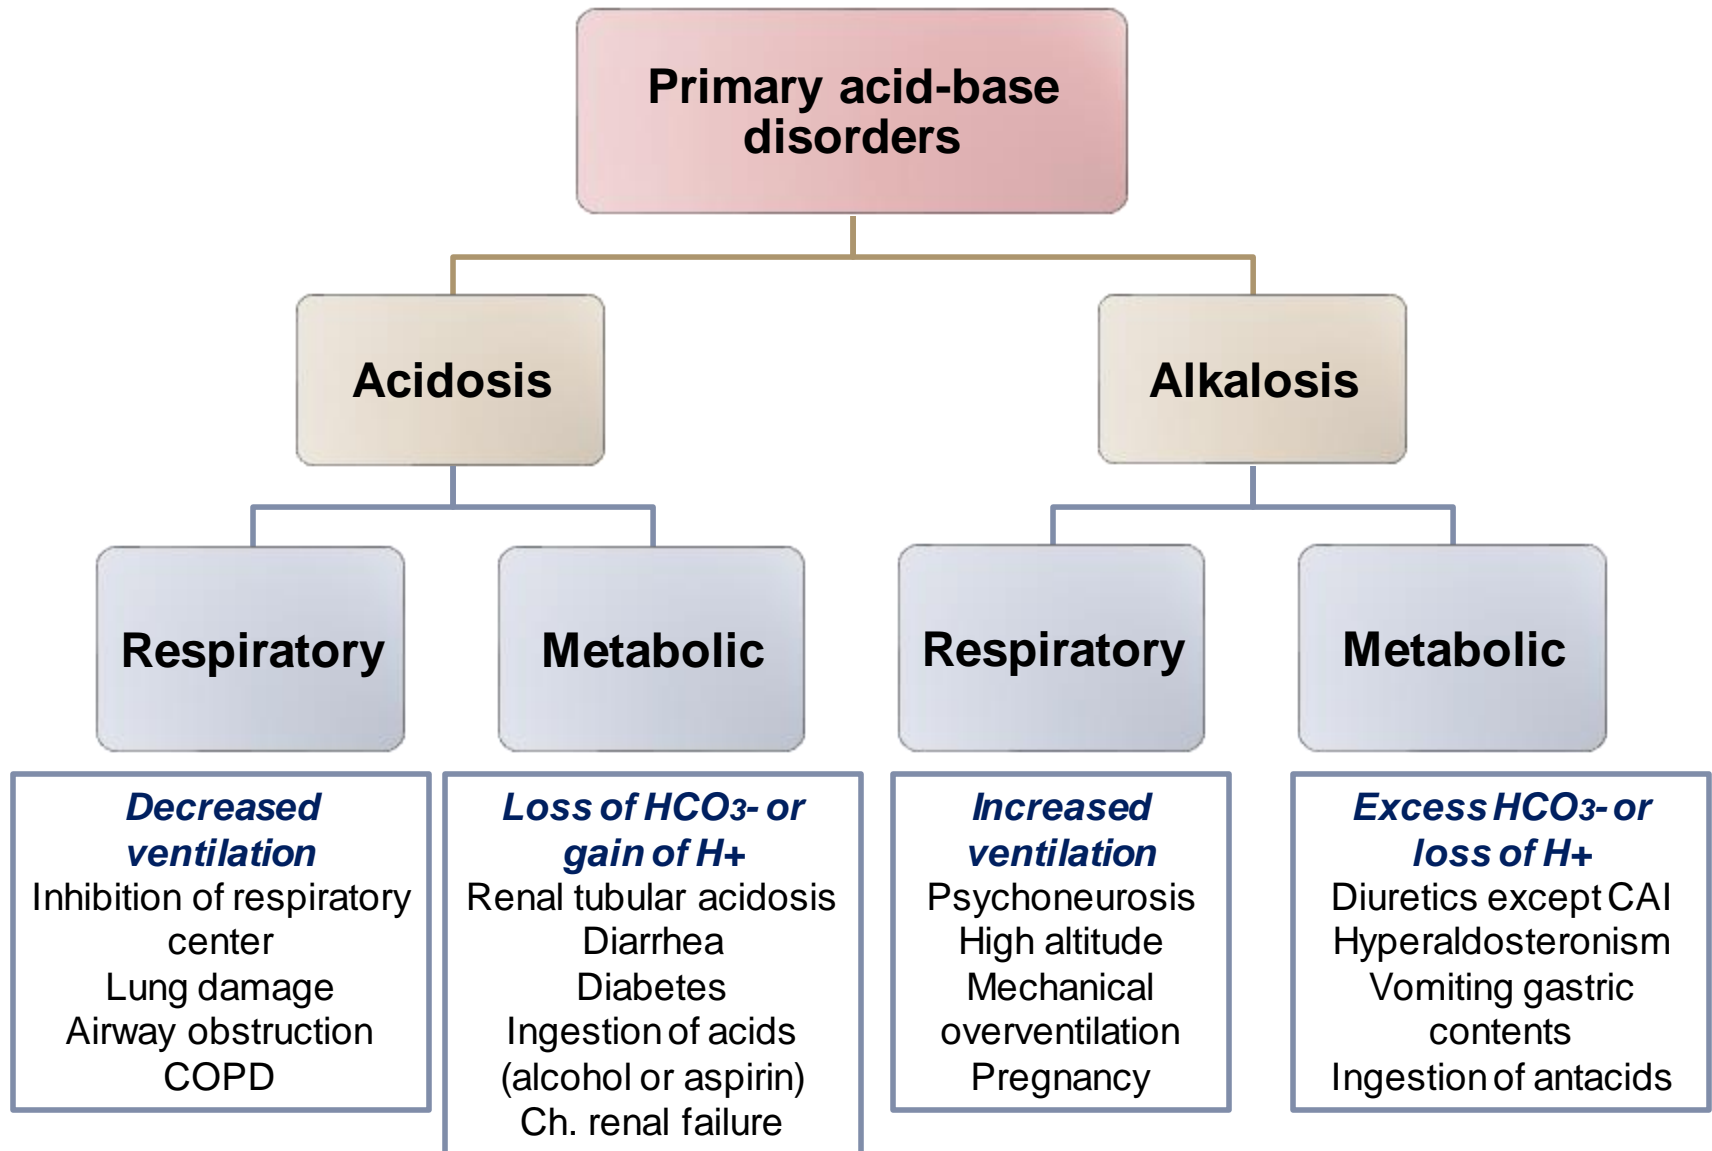 Primary acid-base
disorders
Acidosis
Alkalosis
Respiratory
Metabolic
Respiratory
Metabolic
Decreased
ventilation
Inhibition of respiratory
center
Lung damage
Airway obstruction
COPD
Loss of HCO3- or
gain of H+
Renal tubular acidosis
Diarrhea
Diabetes
Ingestion of acids
(alcohol or aspirin)
Ch. renal failure
Increased
ventilation
Psychoneurosis
High altitude
Mechanical
overventilation
Pregnancy
Excess HCO3- or
loss of H+
Diuretics except CAI
Hyperaldosteronism
Vomiting gastric
contents
Ingestion of antacids